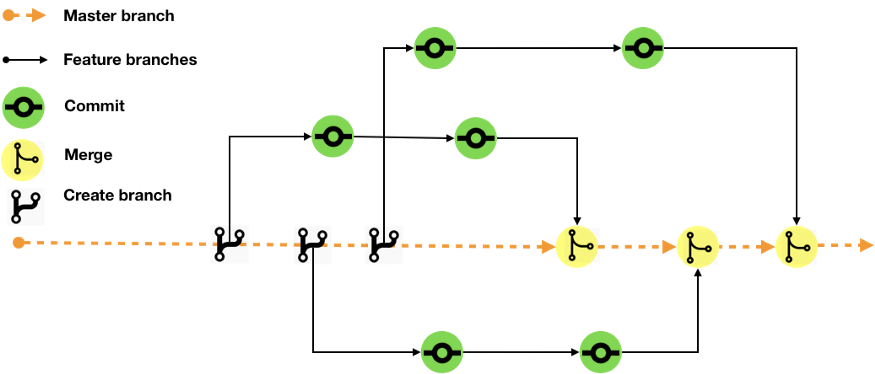 Master branch
Feature branches
Commit
Merge
Create branch